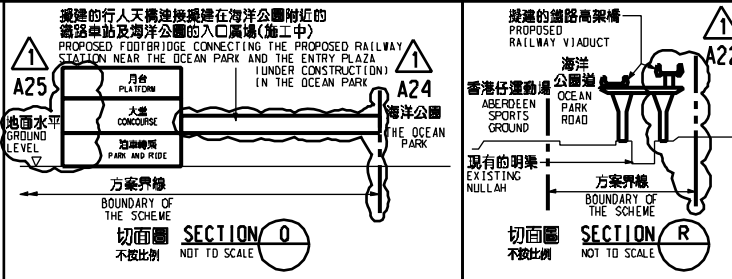 擬建的行人天橋連接擬建在海洋公園附近的
鐵路車站及海洋公園的入口廣場(施工中)
PROPOSED FOOTBRIDGE CONNECTING THE PROPOSED RAILWAY
STATION NEAR THE OCEAN PARK AND THE ENTRY PLAZA
(UNDER CONSTRUCTION)
IN THE OCEAN PARK
1
A25
1
A24
月台
PLATFORM
大堂
CONCOURSE
泊車轉乘
PARK AND RIDE
地面水平
GROUND
LEVEL
海洋公園
THE OCEAN
PARK
方案界線
BOUNDARY OF
THE SCHEME
切面圖
不按比例
SECTION
NOT TO SCALE
Q
擬建的鐵路高架橋
PROPOSED
RAILWAY VIADUCT
1
A22
香港仔運動場
ABERDEEN
SPORTS
GROUND
海洋
公園道
OCEAN
PARK
ROAD
現有的明渠
EXISTING
NULLAH
方案界線
BOUNDARY OF
THE SCHEME
切面圖
不按比例
SECTION
NOT TO SCALE
R